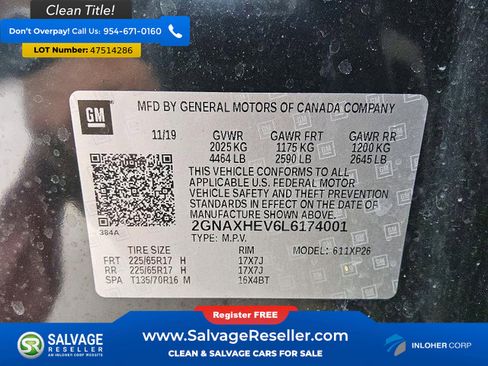 Clean Title!
Don't Overpay! Call US: 954-671-0160
LOT Number: 47514286
GM
MFD BY GENERAL MOTORS OF CANADA COMPANY
11/19 GVWR GAWR FRT GAWR RR
2025 KG 1175 KG 1200 KG
4464 LB 2590 LB 2645 LB
THIS VEHICLE CONFORMS TO ALL
APPLICABLE U.S. FEDERAL MOTOR
VEHICLE SAFETY AND THEFT PREVENTION
STANDARDS IN EFFECT ON THE DATE OF
MANUFACTURE SHOWN ABOVE.
2GNAXHEV6L6174001
384A
TYPE: M.P.V.
TIRE SIZE RIM MODEL: 611XP26
FRT 225/65R17 H 17X7J
RR 225/65R17 H 17X7J
SPA T135/70R16 M 16X4BT
Register FREE!
SALVAGE RESELLER
AN INLOHER CORP WEBSITE
www.SalvageReseller.com
CLEAN & SALVAGE CARS FOR SALE
INLOHER CORP